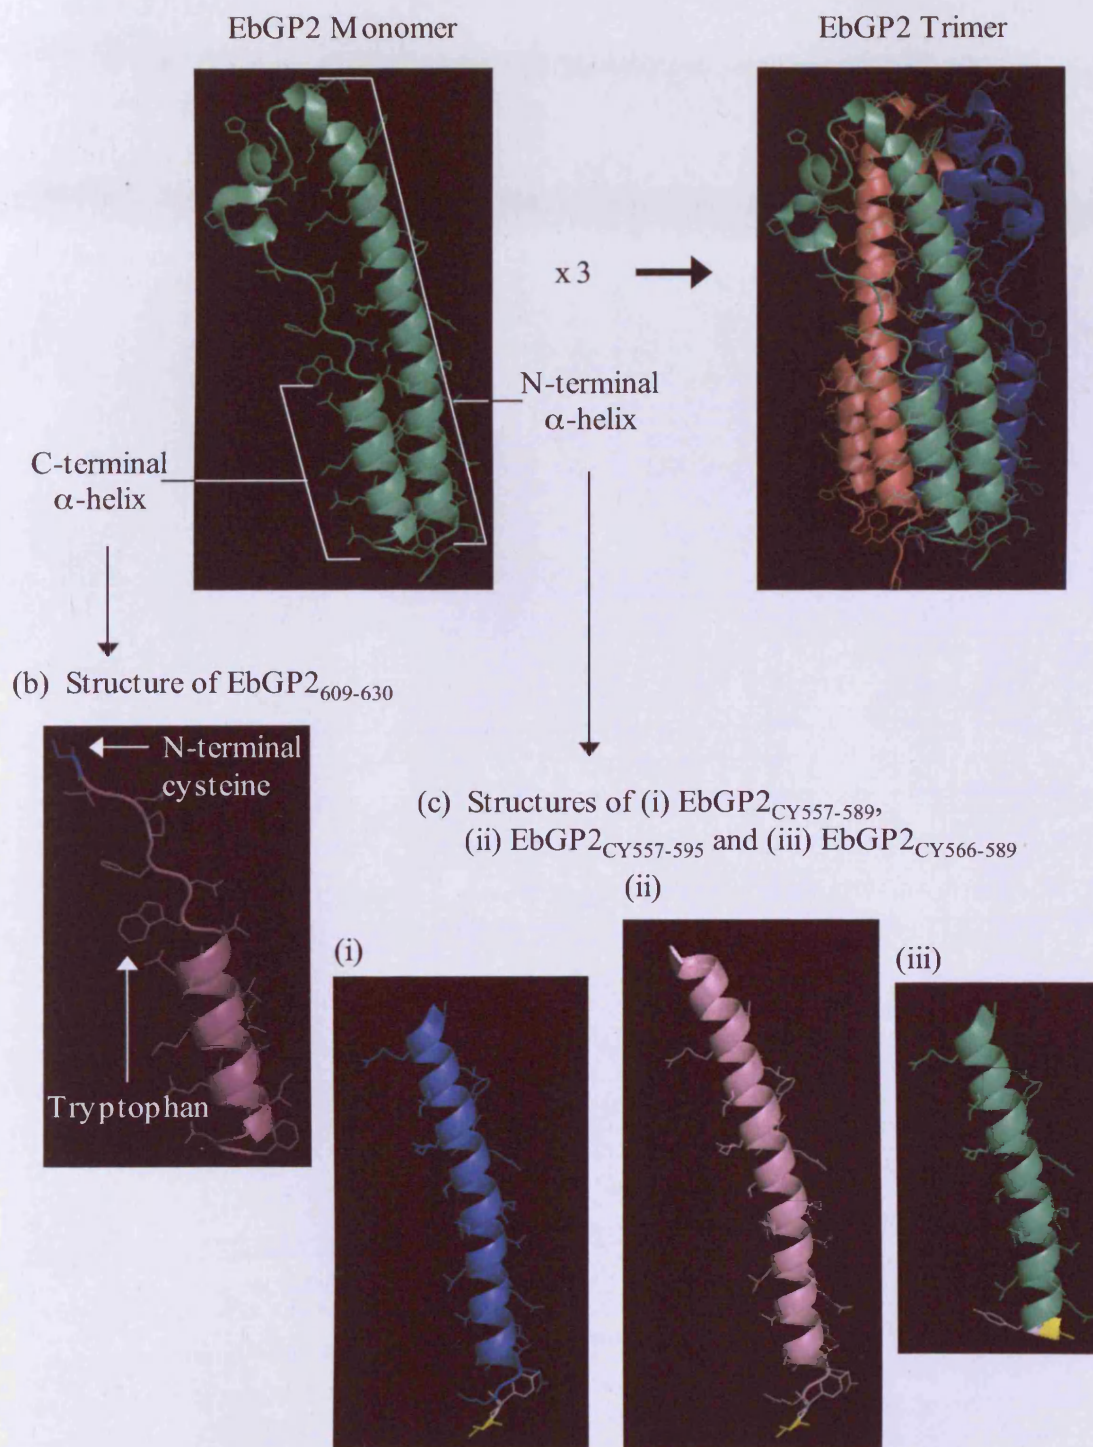 EbGP2 Monomer
EbGP2 Trimer
x 3
N-terminal
α-helix
C-terminal
α-helix
(b) Structure of EbGP2609-630
N-terminal
cysteine
Tryptophan
(c) Structures of (i) EbGP2CY557-589,
(ii) EbGP2CY557-595 and (iii) EbGP2CY566-589
(i)
(ii)
(iii)